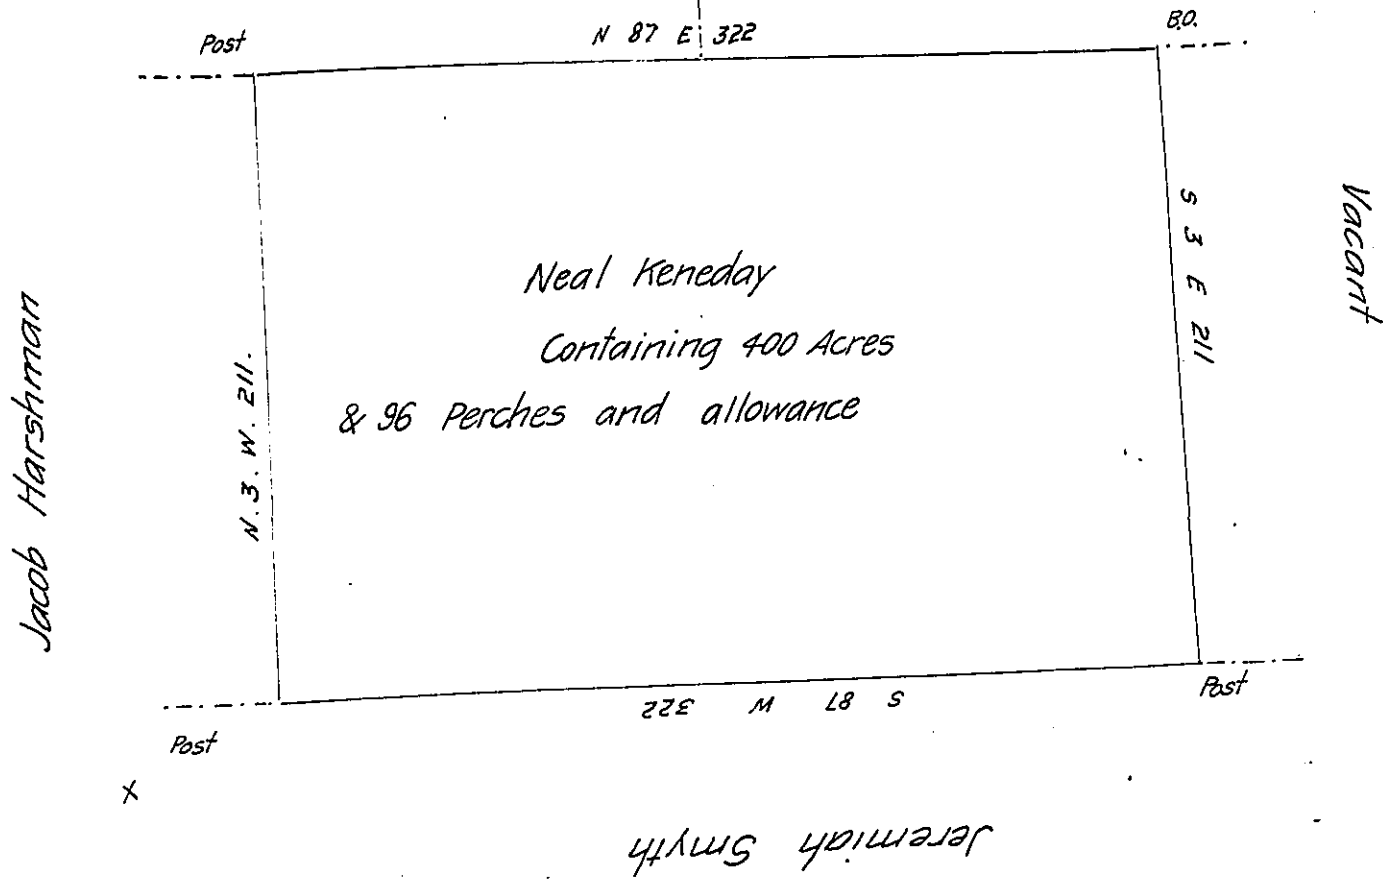 Post
N 87 E 322
B.O.
Vacant
S 3 E 211
Neal Keneday
Containing 400 Acres
& 96 Perches and allowance
N. 3. W. 211.
Jacob Harshman
S 87 W 322
Post
Post
X
Jeremiah Smyth